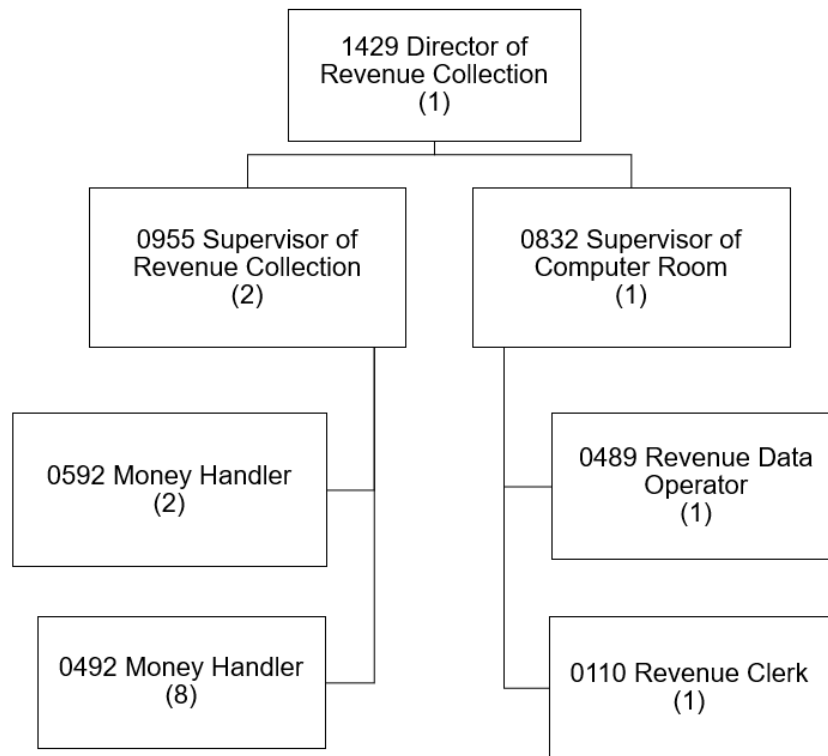 1429 Director of
Revenue Collection
(1)
0955 Supervisor of
Revenue Collection
(2)
0832 Supervisor of
Computer Room
(1)
0592 Money Handler
(2)
0489 Revenue Data
Operator
(1)
0492 Money Handler
(8)
0110 Revenue Clerk
(1)